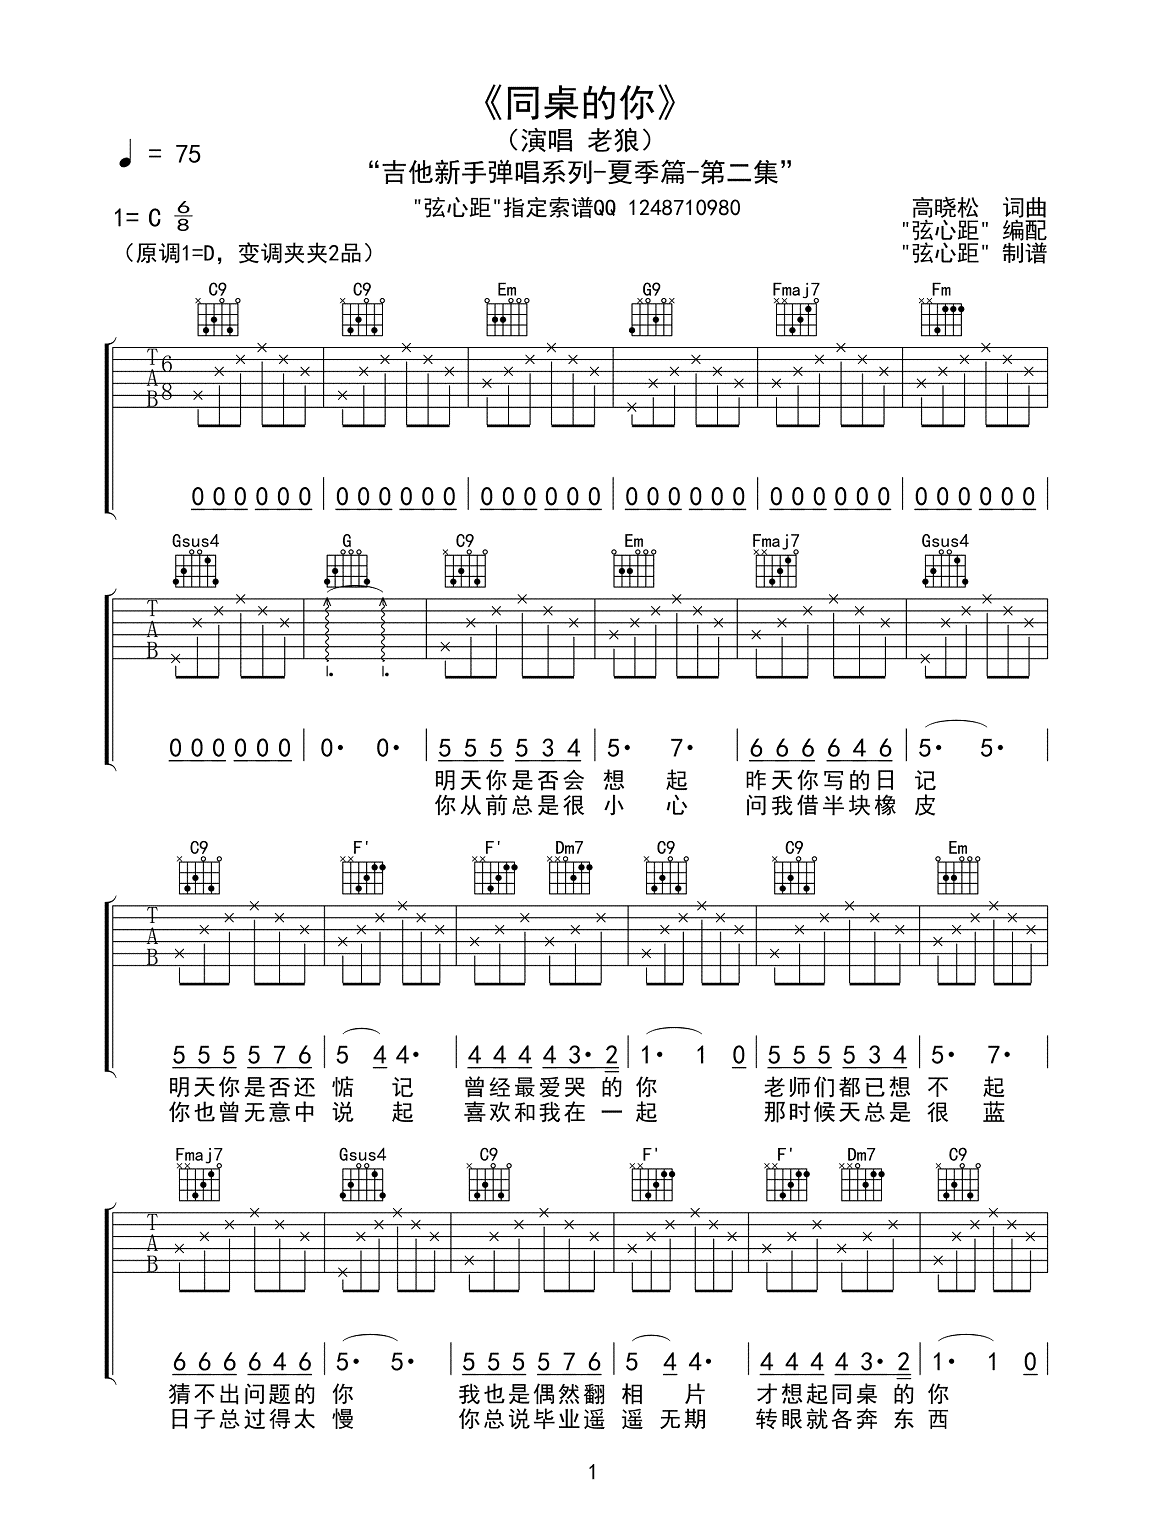 《同桌的你》
（演唱 老狼）
♩ = 75
“吉他新手弹唱系列-夏季篇-第二集”
1= C 6/8
"弦心距"指定索谱QQ 1248710980
高晓松 词曲
"弦心距" 编配
（原调1=D, 变调夹夹2品）
"弦心距" 制谱
C9 C9 Em G9 Fmaj7 Fm
T A B 6 8
0 0 0 0 0 0 | 0 0 0 0 0 0 | 0 0 0 0 0 0 | 0 0 0 0 0 0 | 0 0 0 0 0 0 | 0 0 0 0 0 0 |
Gsus4 G C9 Em Fmaj7 Gsus4
T A B
0 0 0 0 0 0 | 0· 0· | 5 5 5 5 3 4 | 5· 7· | 6 6 6 6 4 6 | 5· 5· |
明天你是否会 想 起 昨天你写的日 记
你从前总是很 小 心 问我借半块橡 皮
C9 F' F' Dm7 C9 C9 Em
T A B
5 5 5 5 7 6 | 5 4 4· | 4 4 4 4 3· 2 | 1· 1 0 | 5 5 5 5 3 4 | 5· 7· |
明天你是否还 惦 记 曾经最爱哭 的 你 老师们都已想 不 起
你也曾无意中 说 起 喜欢和我在 一 起 那时候天总是 很 蓝
Fmaj7 Gsus4 C9 F' F' Dm7 C9
T A B
6 6 6 6 4 6 | 5· 5· | 5 5 5 5 7 6 | 5 4 4· | 4 4 4 4 3· 2 | 1· 1 0 |
猜不出问题的 你 我也是偶然翻 相 片 才想起同桌 的 你
日子总过得太 慢 你总说毕业遥 遥 无期 转眼就各奔 东 西
1